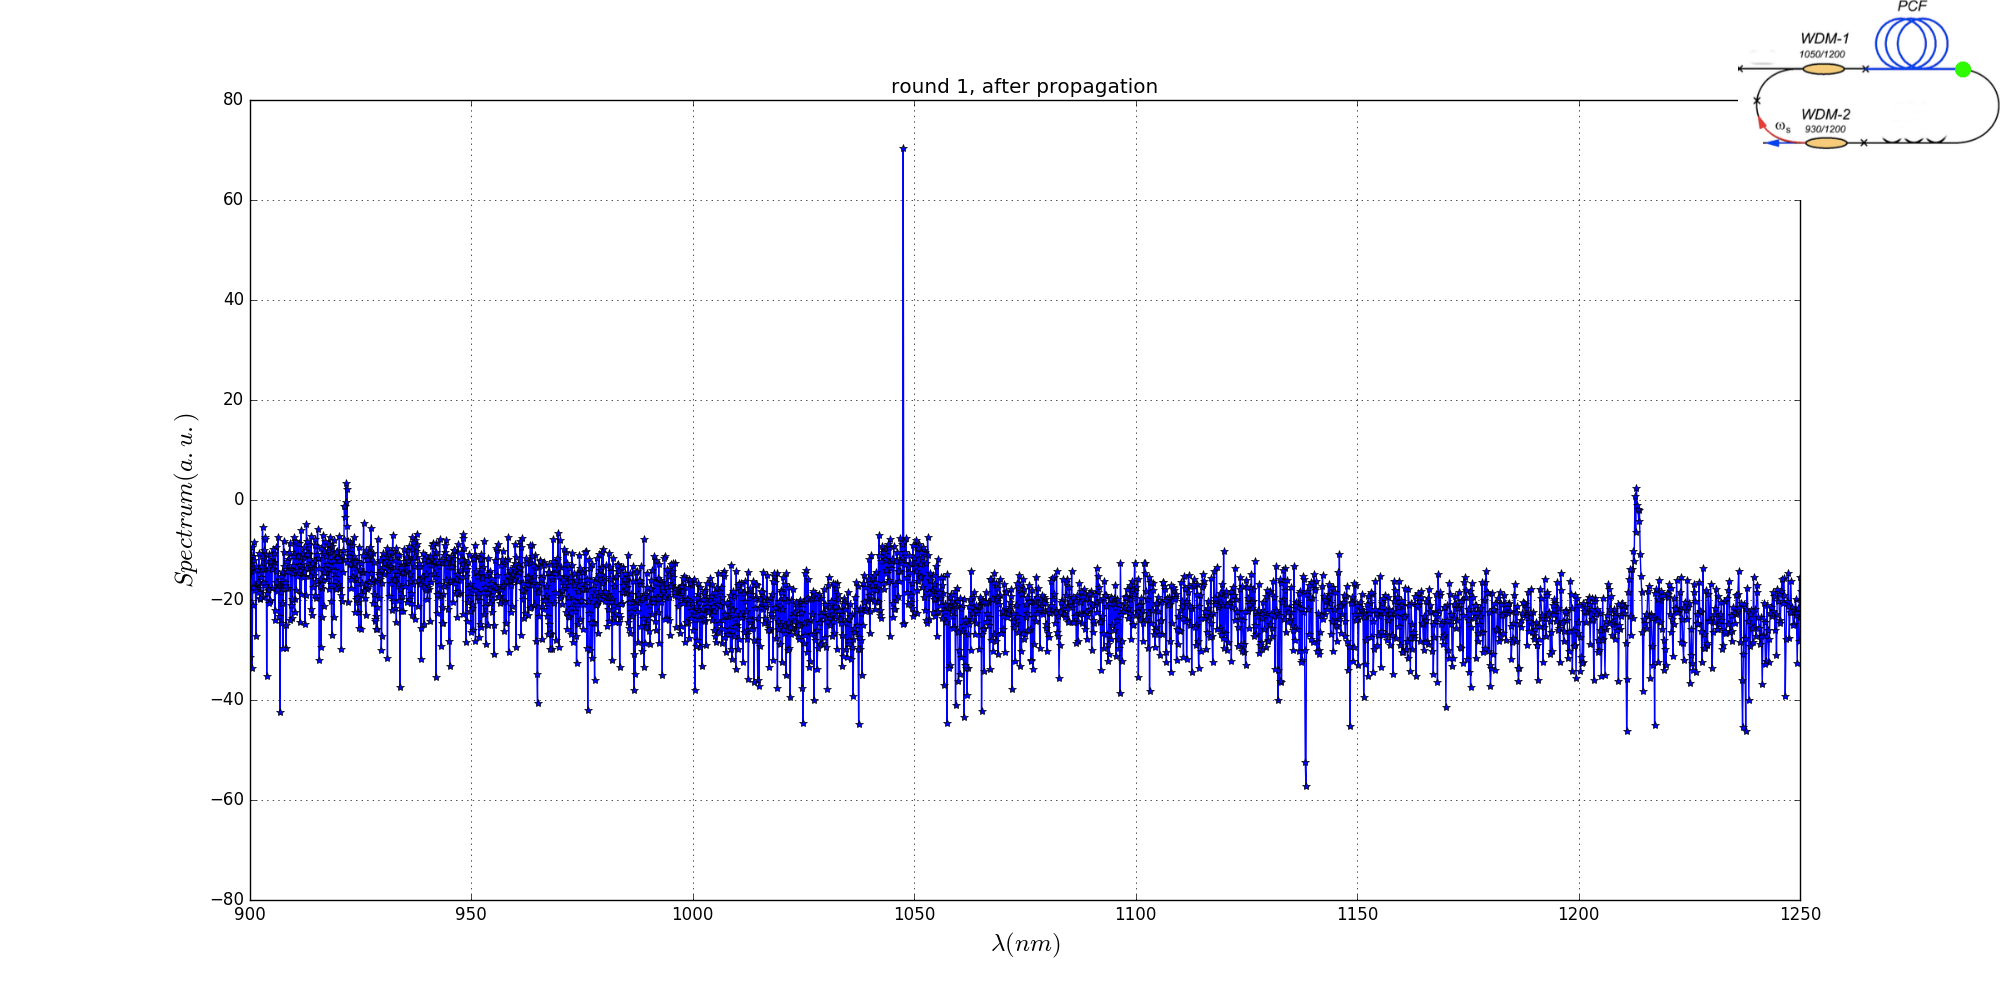 PCF
WDM-1
1050/1200
round 1, after propagation
WDM-2
930/1200
ωs
80
60
40
20
0
−20
−40
−60
−80
Spectrum(a.u.)
900 950 1000 1050 1100 1150 1200 1250
λ(nm)